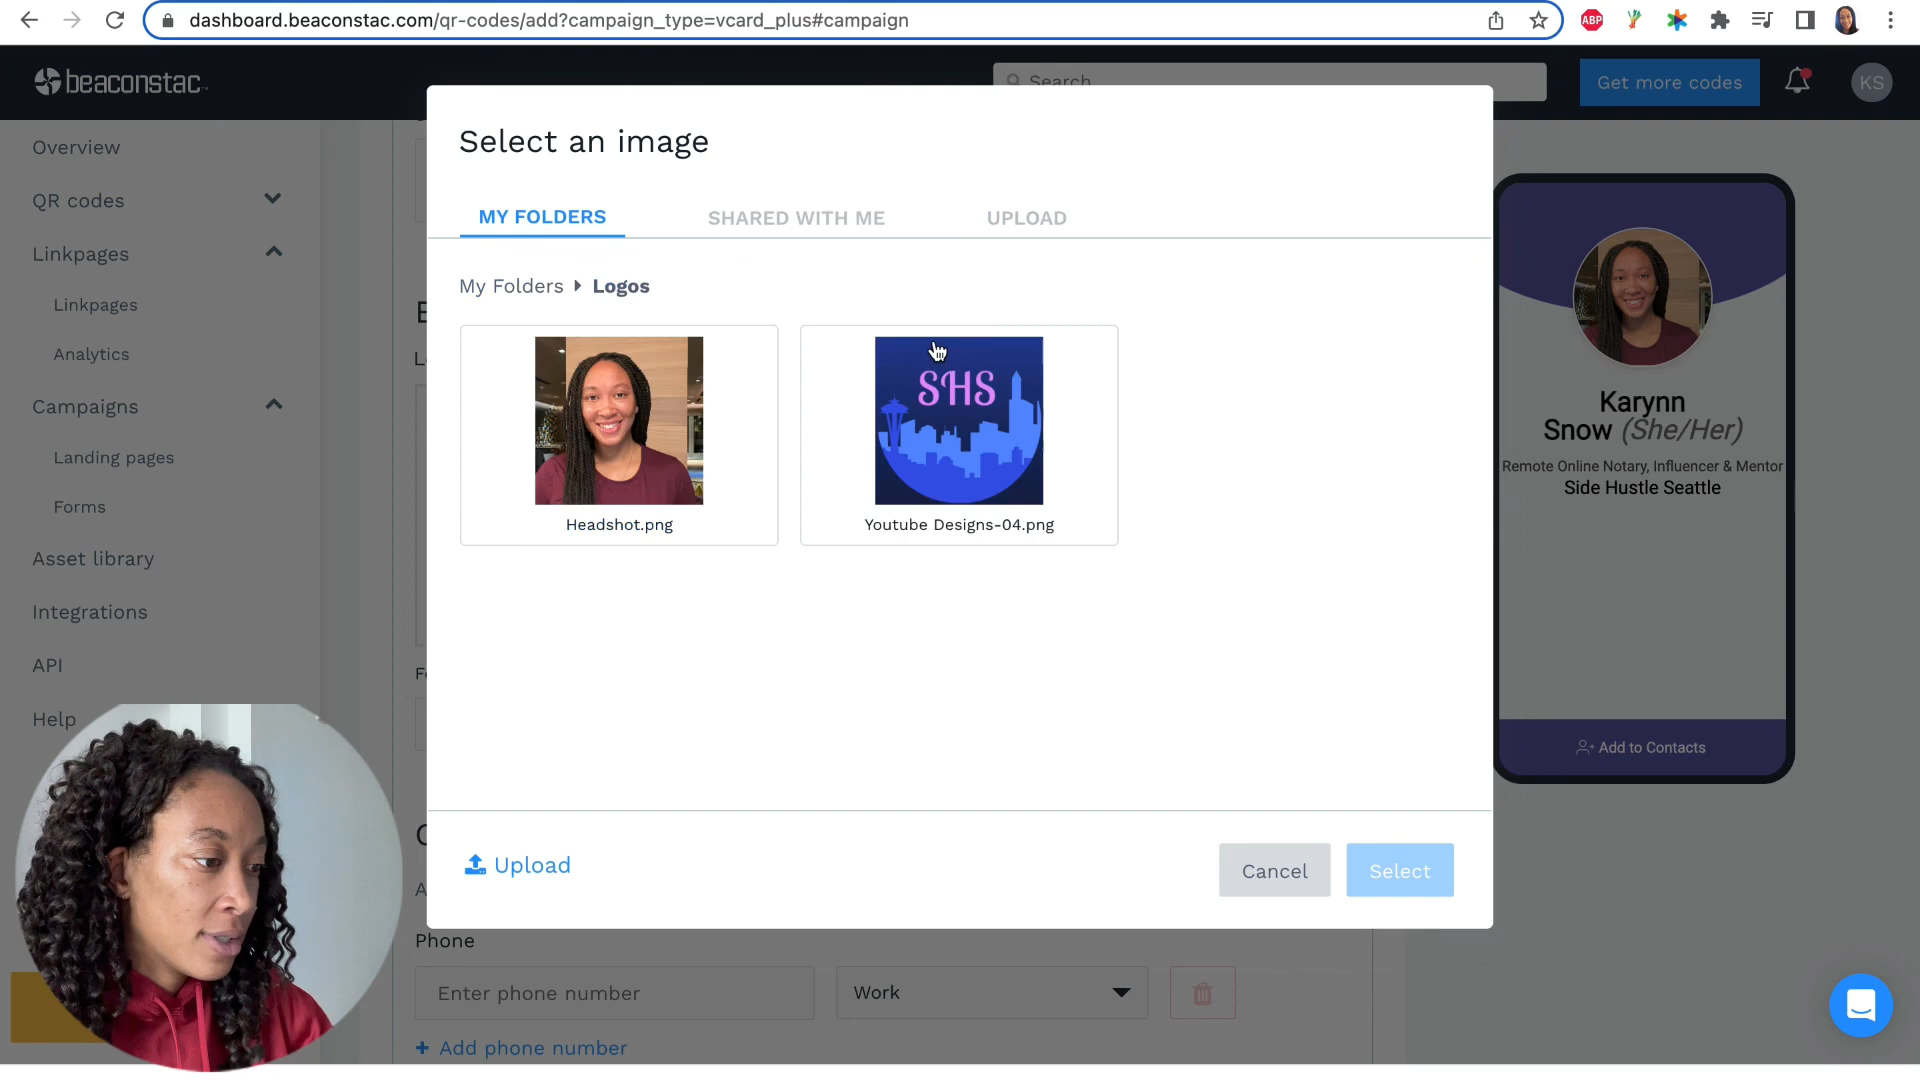 dashboard.beaconstac.com/qr-codes/add?campaign_type=vcard_plus#campaign
ABP
beaconstac
Search
Get more codes
KS
Overview
QR codes
Linkpages
Linkpages
Analytics
Campaigns
Landing pages
Forms
Asset library
Integrations
API
Help
Select an image
MY FOLDERS
SHARED WITH ME
UPLOAD
My Folders
Logos
SHS
Headshot.png
Youtube Designs-04.png
Upload
Cancel
Select
Phone
Enter phone number
Work
+ Add phone number
Karynn
Snow (She/Her)
Remote Online Notary, Influencer & Mentor
Side Hustle Seattle
Add to Contacts